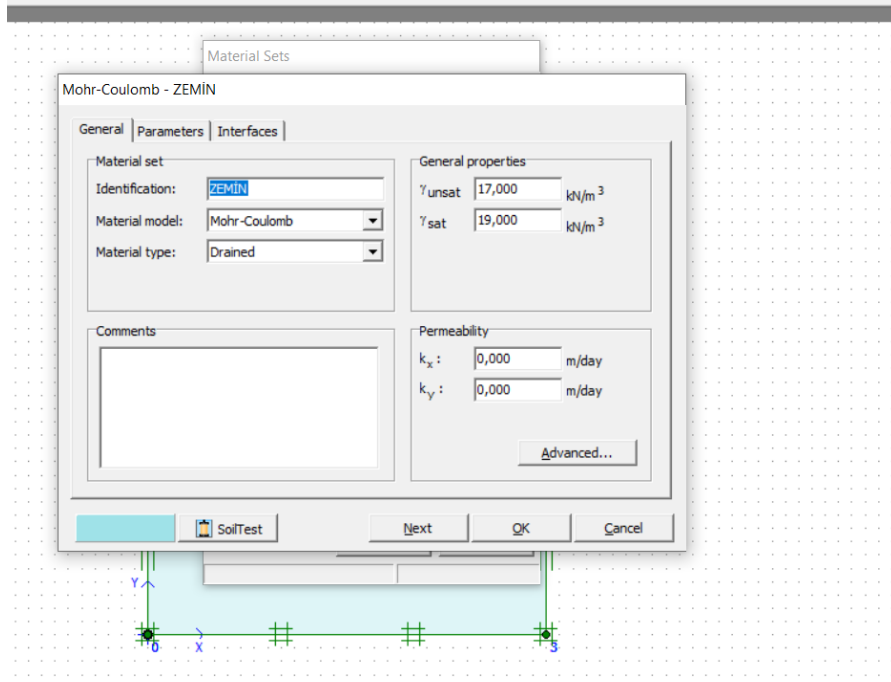 Material Sets
Mohr-Coulomb - ZEMİN
General Parameters Interfaces
Material set
Identification: ZEMİN
Material model: Mohr-Coulomb
Material type: Drained
General properties
γunsat 17,000 kN/m 3
γsat 19,000 kN/m 3
Comments
Permeability
kx : 0,000 m/day
ky : 0,000 m/day
Advanced...
SoilTest Next OK Cancel
Y
0 X 3